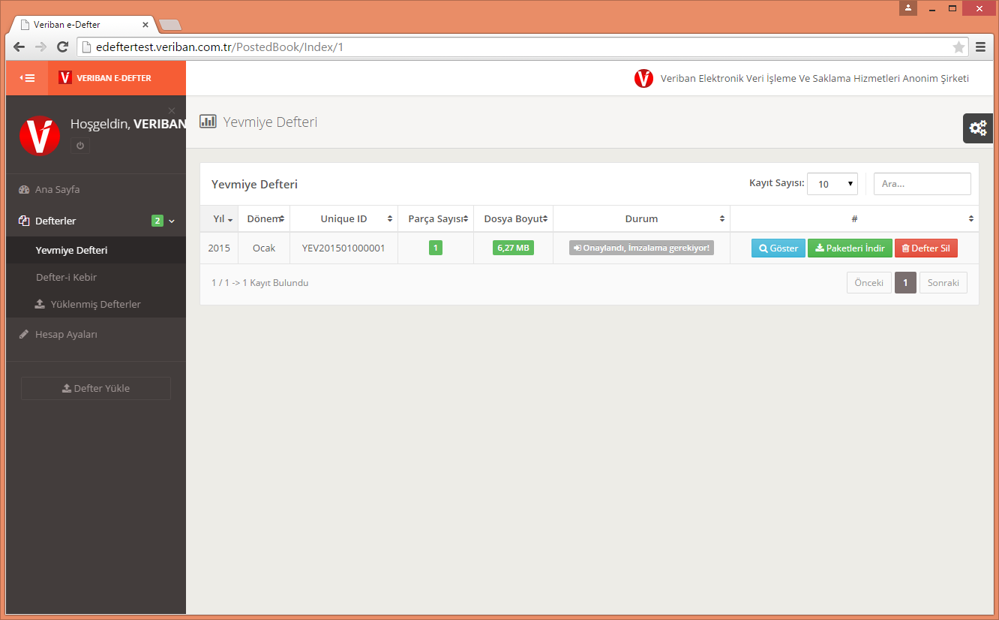 Veriban e-Defter
edeftertest.veriban.com.tr/PostedBook/Index/1
VERIBAN E-DEFTER
Veriban Elektronik Veri İşleme Ve Saklama Hizmetleri Anonim Şirketi
Hoşgeldin, VERIBAN
Yevmiye Defteri
Ana Sayfa
Defterler 2
Yevmiye Defteri
Defter-i Kebir
Yüklenmiş Defterler
Hesap Ayaları
Defter Yükle
Yevmiye Defteri
Kayıt Sayısı: 10 Ara...
Yıl Dönem Unique ID Parça Sayısı Dosya Boyut Durum #
2015 Ocak YEV201501000001 1 6,27 MB Onaylandı, İmzalama gerekiyor! Göster Paketleri İndir Defter Sil
1 / 1 -> 1 Kayıt Bulundu
Önceki 1 Sonraki